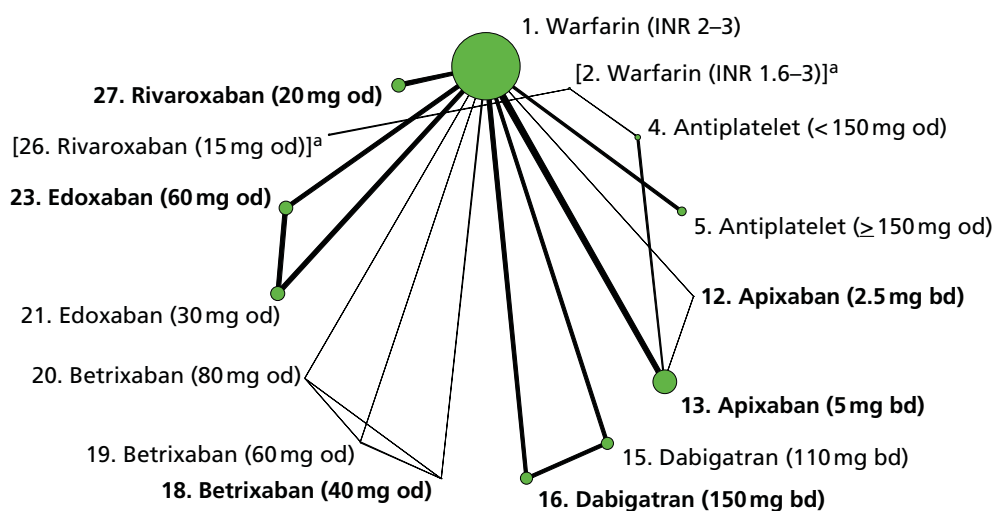 1. Warfarin (INR 2–3)
[2. Warfarin (INR 1.6–3)]ᵃ
27. Rivaroxaban (20 mg od)
4. Antiplatelet (< 150 mg od)
[26. Rivaroxaban (15 mg od)]ᵃ
23. Edoxaban (60 mg od)
5. Antiplatelet (≥ 150 mg od)
12. Apixaban (2.5 mg bd)
21. Edoxaban (30 mg od)
20. Betrixaban (80 mg od)
13. Apixaban (5 mg bd)
19. Betrixaban (60 mg od)
15. Dabigatran (110 mg bd)
18. Betrixaban (40 mg od)
16. Dabigatran (150 mg bd)